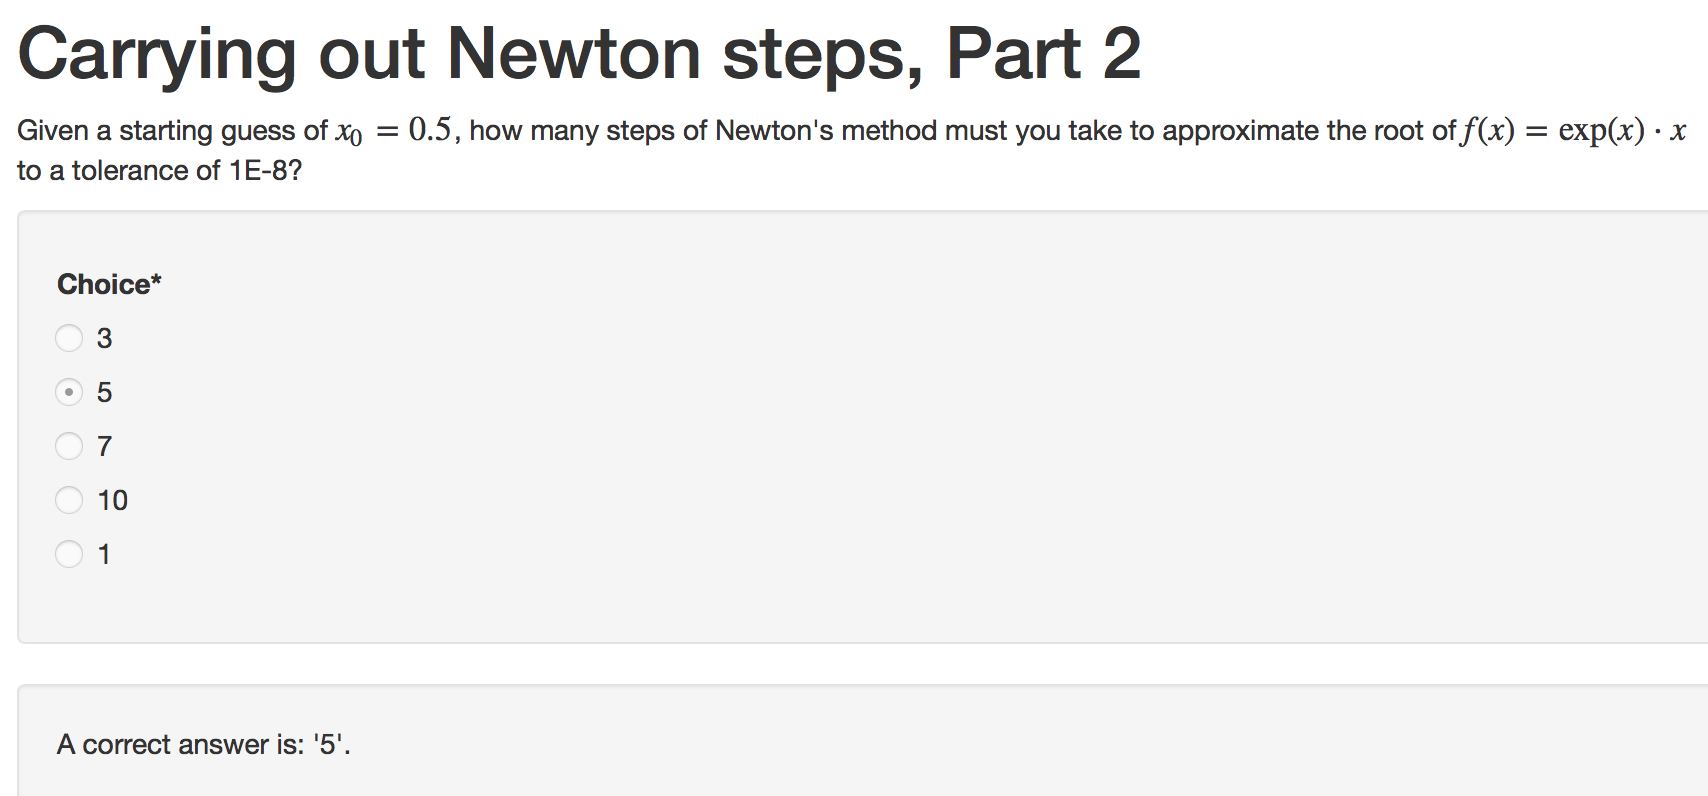 Carrying out Newton steps, Part 2
Given a starting guess of x₀ = 0.5, how many steps of Newton's method must you take to approximate the root of f(x) = exp(x) · x
to a tolerance of 1E-8?
Choice*
3
5
7
10
1
A correct answer is: '5'.